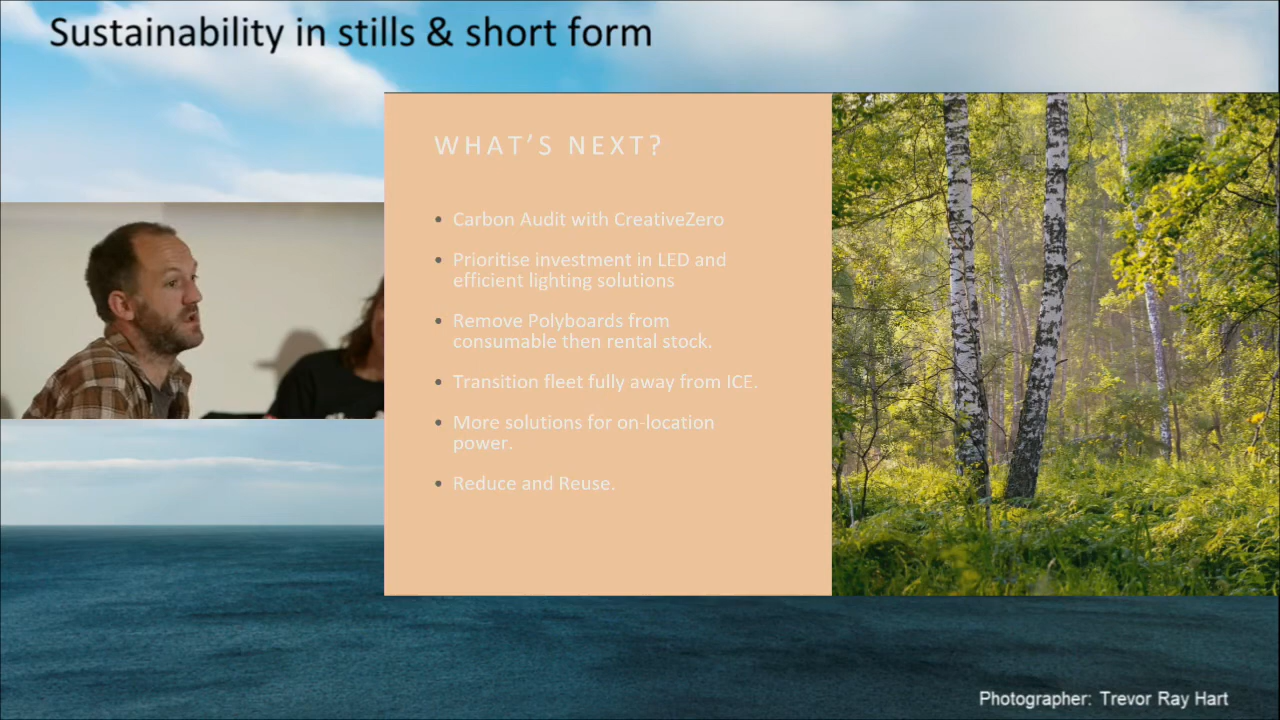 Sustainability in stills & short form
WHAT'S NEXT?
• Carbon Audit with CreativeZero
• Prioritise investment in LED and
efficient lighting solutions
• Remove Polyboards from
consumable then rental stock.
• Transition fleet fully away from ICE.
• More solutions for on-location
power.
• Reduce and Reuse.
Photographer: Trevor Ray Hart